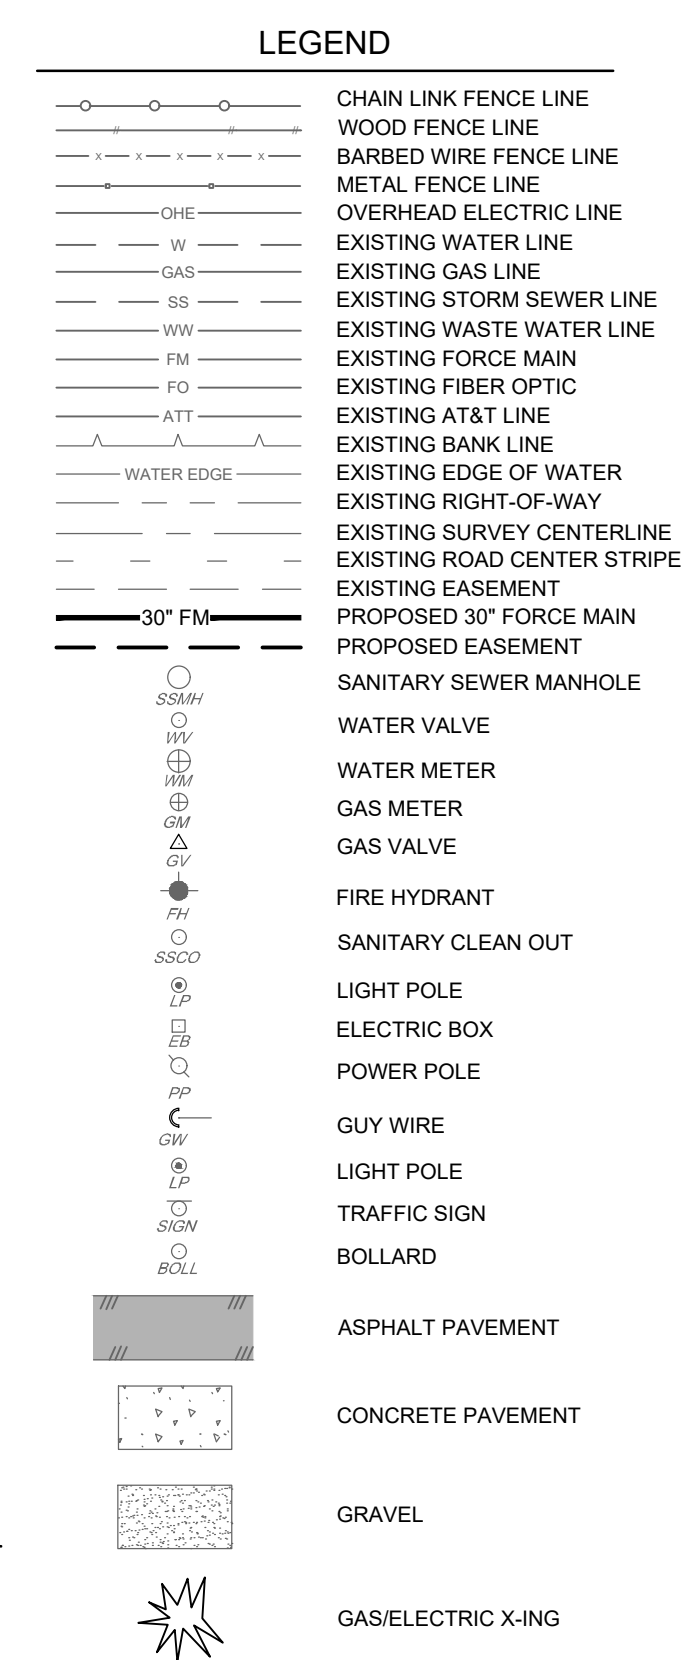 LEGEND
CHAIN LINK FENCE LINE
// // // WOOD FENCE LINE
x x x x x BARBED WIRE FENCE LINE
METAL FENCE LINE
OHE OVERHEAD ELECTRIC LINE
W EXISTING WATER LINE
GAS EXISTING GAS LINE
SS EXISTING STORM SEWER LINE
WW EXISTING WASTE WATER LINE
FM EXISTING FORCE MAIN
FO EXISTING FIBER OPTIC
ATT EXISTING AT&T LINE
EXISTING BANK LINE
WATER EDGE EXISTING EDGE OF WATER
EXISTING RIGHT-OF-WAY
EXISTING SURVEY CENTERLINE
EXISTING ROAD CENTER STRIPE
EXISTING EASEMENT
30" FM PROPOSED 30" FORCE MAIN
PROPOSED EASEMENT
SSMH SANITARY SEWER MANHOLE
WV WATER VALVE
WM WATER METER
GM GAS METER
GV GAS VALVE
FH FIRE HYDRANT
SSCO SANITARY CLEAN OUT
LP LIGHT POLE
EB ELECTRIC BOX
PP POWER POLE
GW GUY WIRE
LP LIGHT POLE
SIGN TRAFFIC SIGN
BOLL BOLLARD
ASPHALT PAVEMENT
CONCRETE PAVEMENT
GRAVEL
GAS/ELECTRIC X-ING